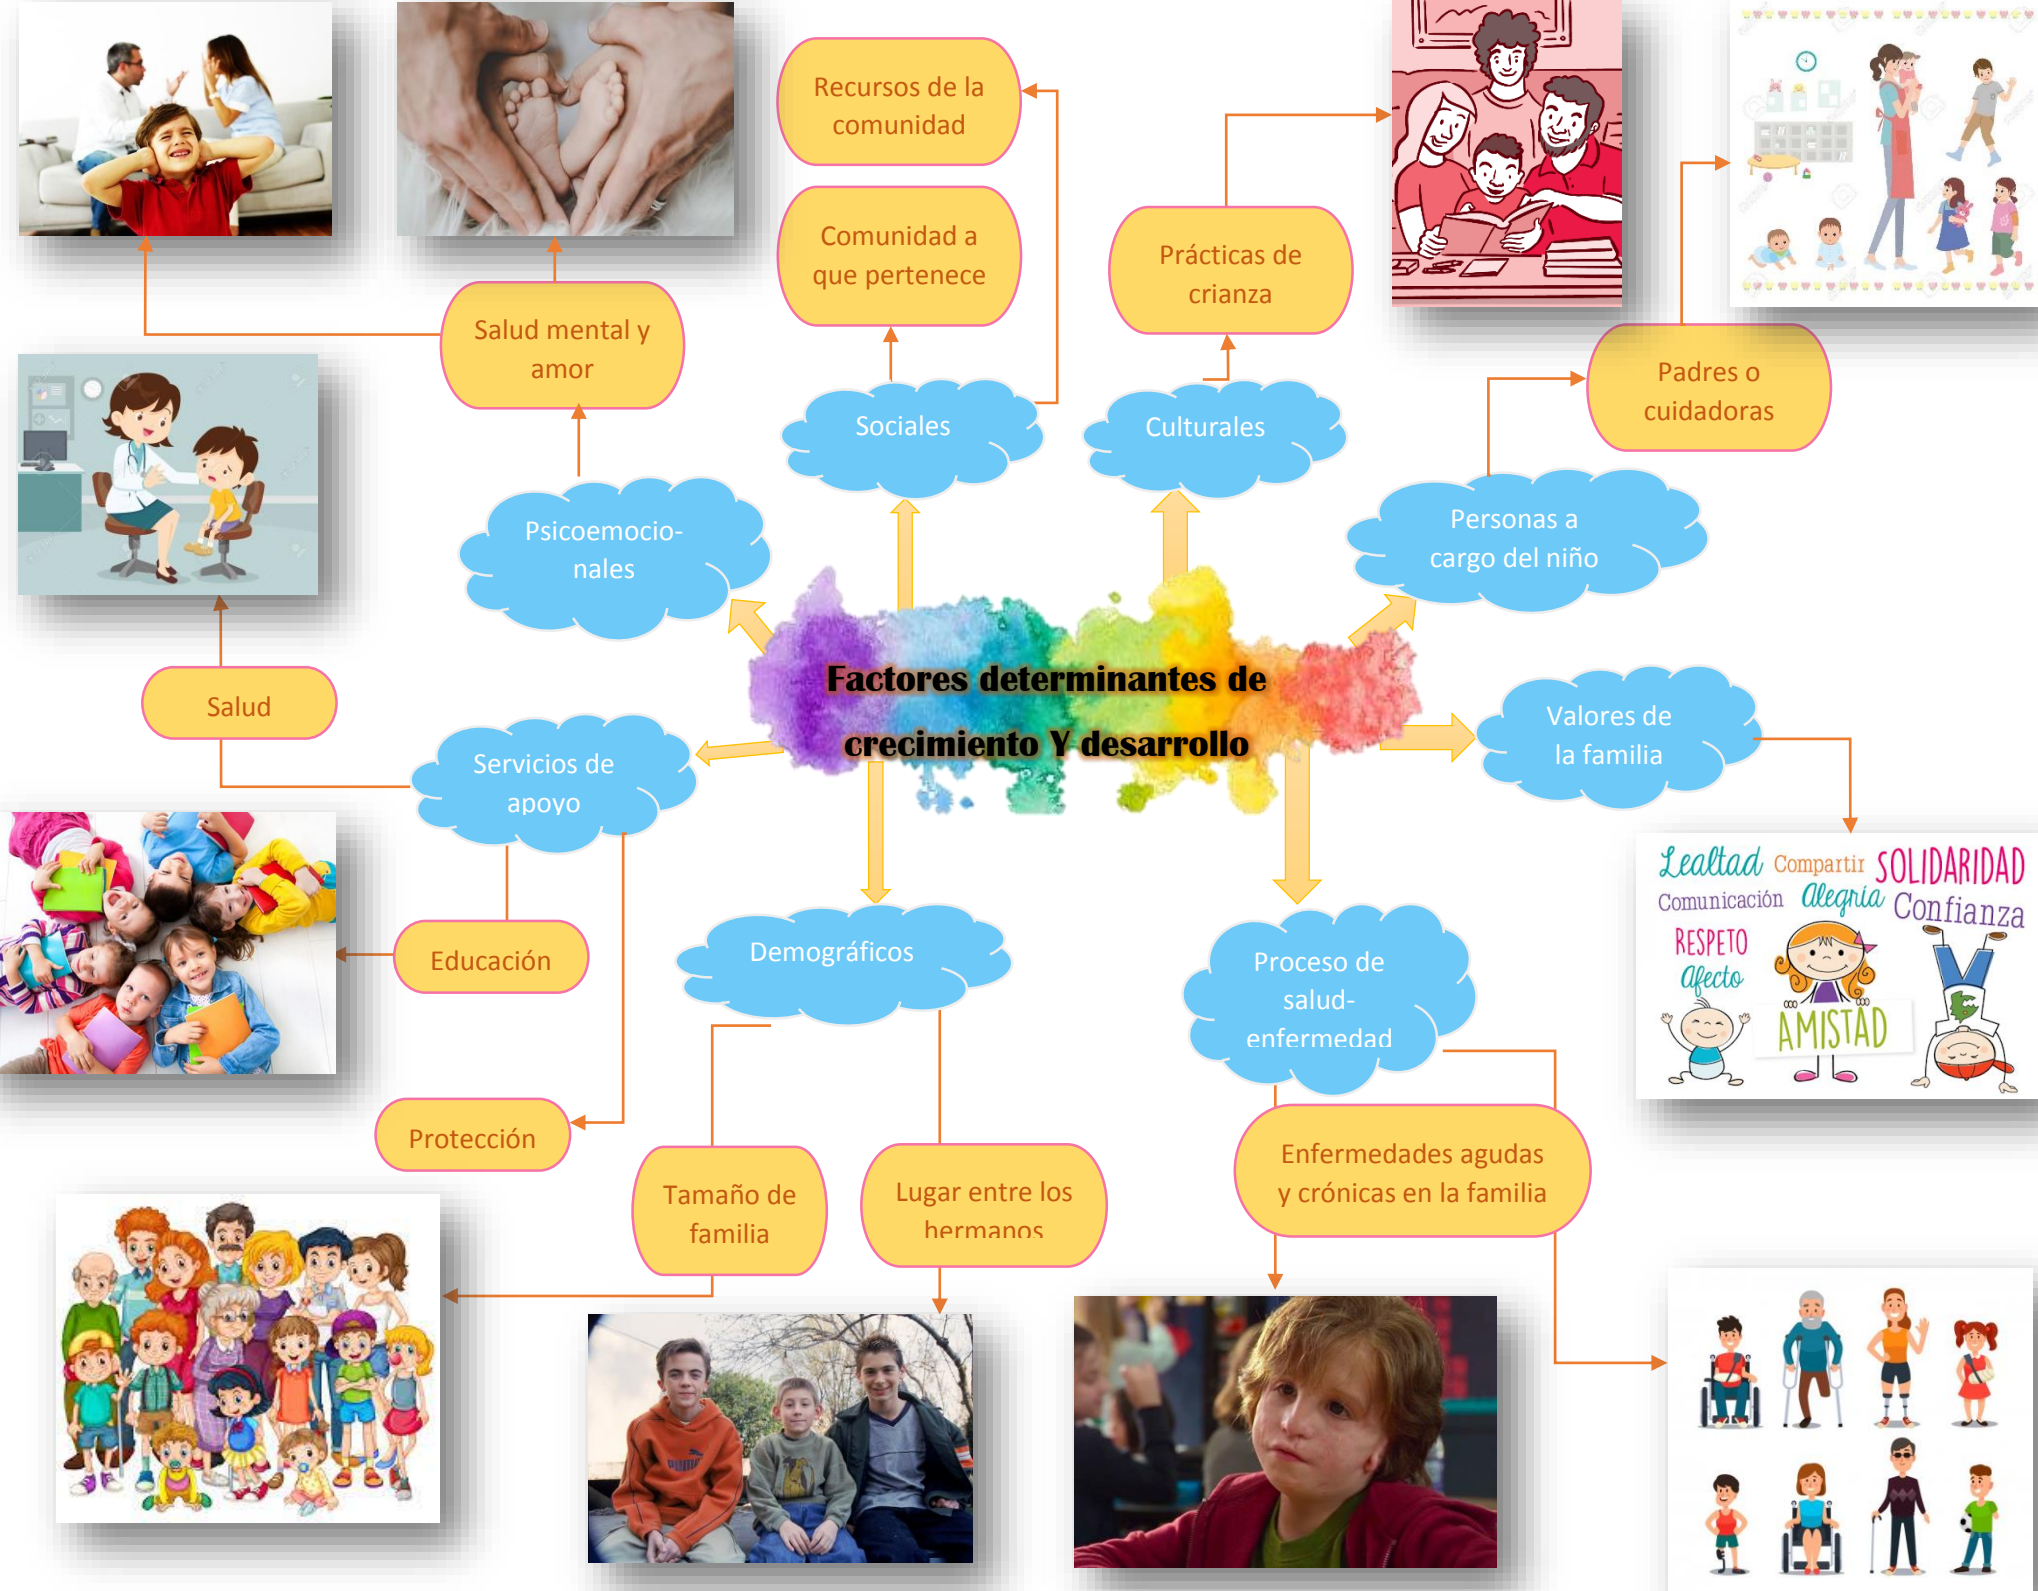 Recursos de la
comunidad
Comunidad a
que pertenece
Prácticas de
crianza
Salud mental y
amor
Padres o
cuidadoras
Sociales
Culturales
Psicoemocio-
nales
Personas a
cargo del niño
Factores determinantes de
crecimiento Y desarrollo
Salud
Servicios de
apoyo
Valores de
la familia
Educación
Protección
Demográficos
Proceso de
salud-
enfermedad
Tamaño de
familia
Lugar entre los
hermanos
Enfermedades agudas
y crónicas en la familia
Lealtad Compartir SOLIDARIDAD
Comunicación Alegría Confianza
RESPETO
Afecto
AMISTAD
PUMA